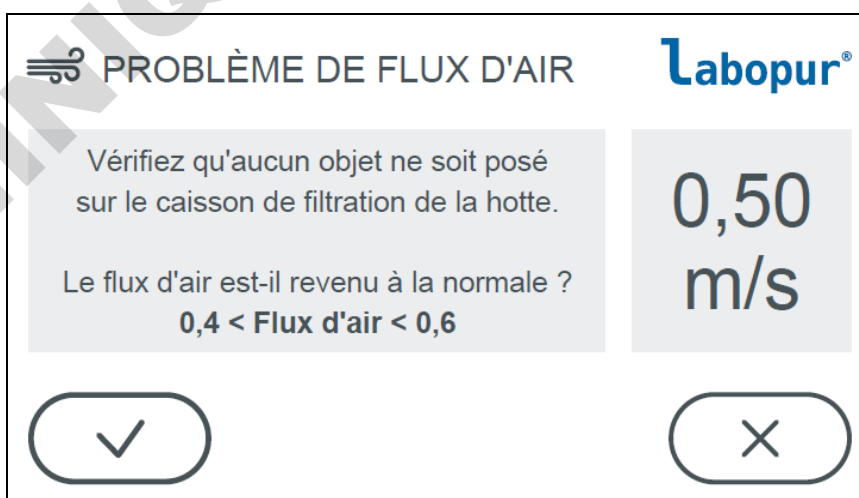 PROBLÈME DE FLUX D'AIR
Labopur®
Vérifiez qu'aucun objet ne soit posé
sur le caisson de filtration de la hotte.
Le flux d'air est-il revenu à la normale ?
0,4 < Flux d'air < 0,6
0,50
m/s